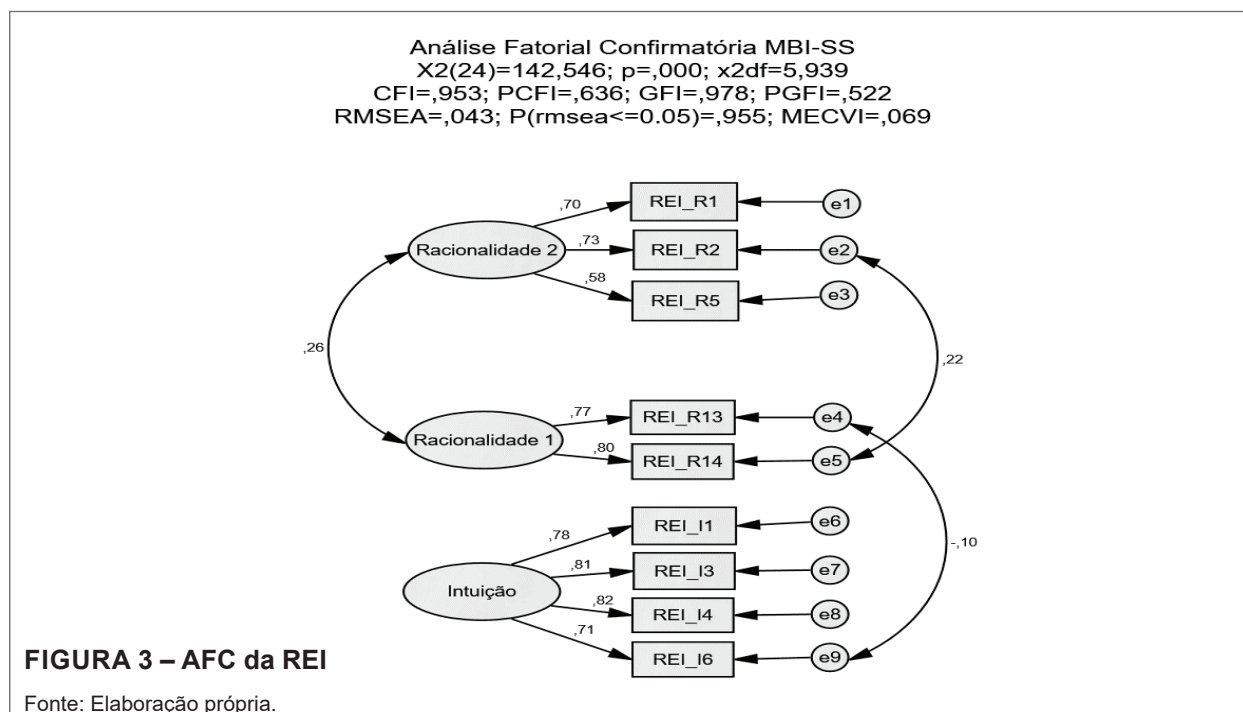 Análise Fatorial Confirmatória MBI-SS
X2(24)=142,546; p=,000; x2df=5,939
CFI=,953; PCFI=,636; GFI=,978; PGFI=,522
RMSEA=,043; P(rmsea<=0.05)=,955; MECVI=,069
,70
REI_R1
e1
Racionalidade 2
,73
REI_R2
e2
,58
REI_R5
e3
,26
,22
,77
REI_R13
e4
Racionalidade 1
,80
REI_R14
e5
,78
REI_I1
e6
-,10
,81
REI_I3
e7
Intuição
,82
REI_I4
e8
,71
REI_I6
e9
FIGURA 3 – AFC da REI
Fonte: Elaboração própria.